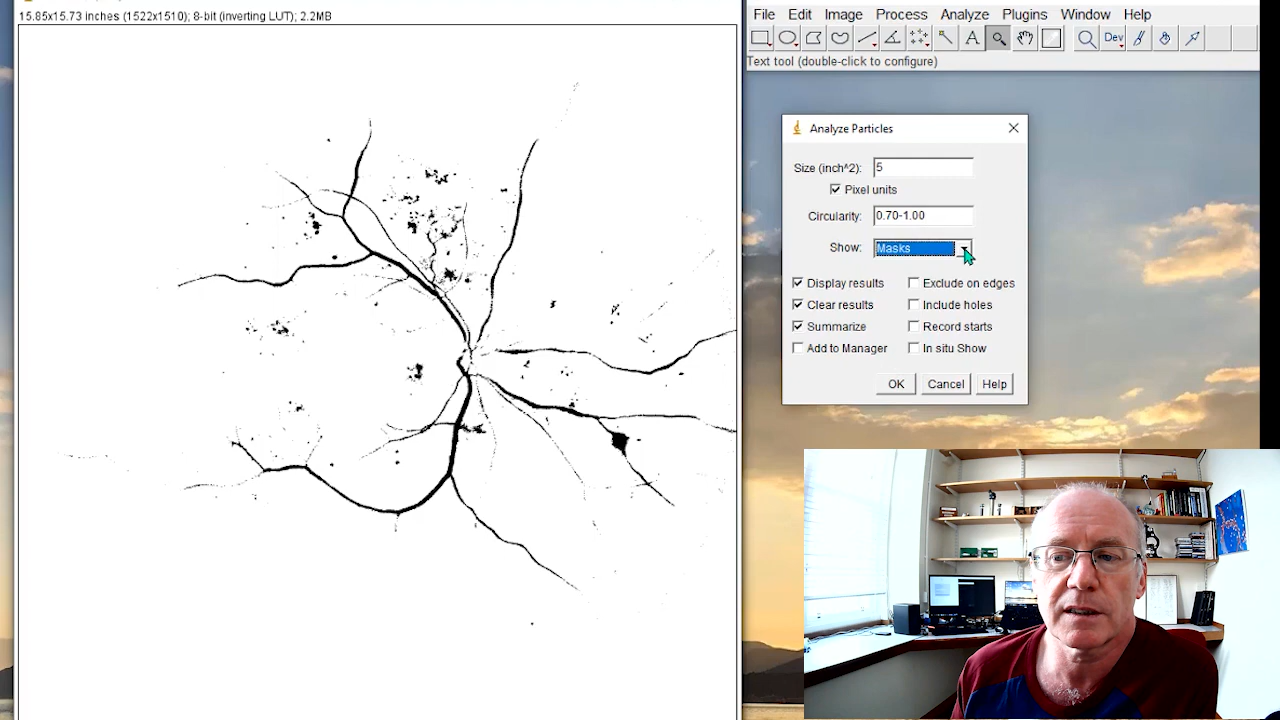 15.85x15.73 inches (1522x1510); 8-bit (inverting LUT); 2.2MB
File Edit Image Process Analyze Plugins Window Help
A Dev
Text tool (double-click to configure)
Analyze Particles
Size (inch^2): 5
Pixel units
Circularity: 0.70-1.00
Show: Masks
Display results Exclude on edges
Clear results Include holes
Summarize Record starts
Add to Manager In situ Show
OK Cancel Help